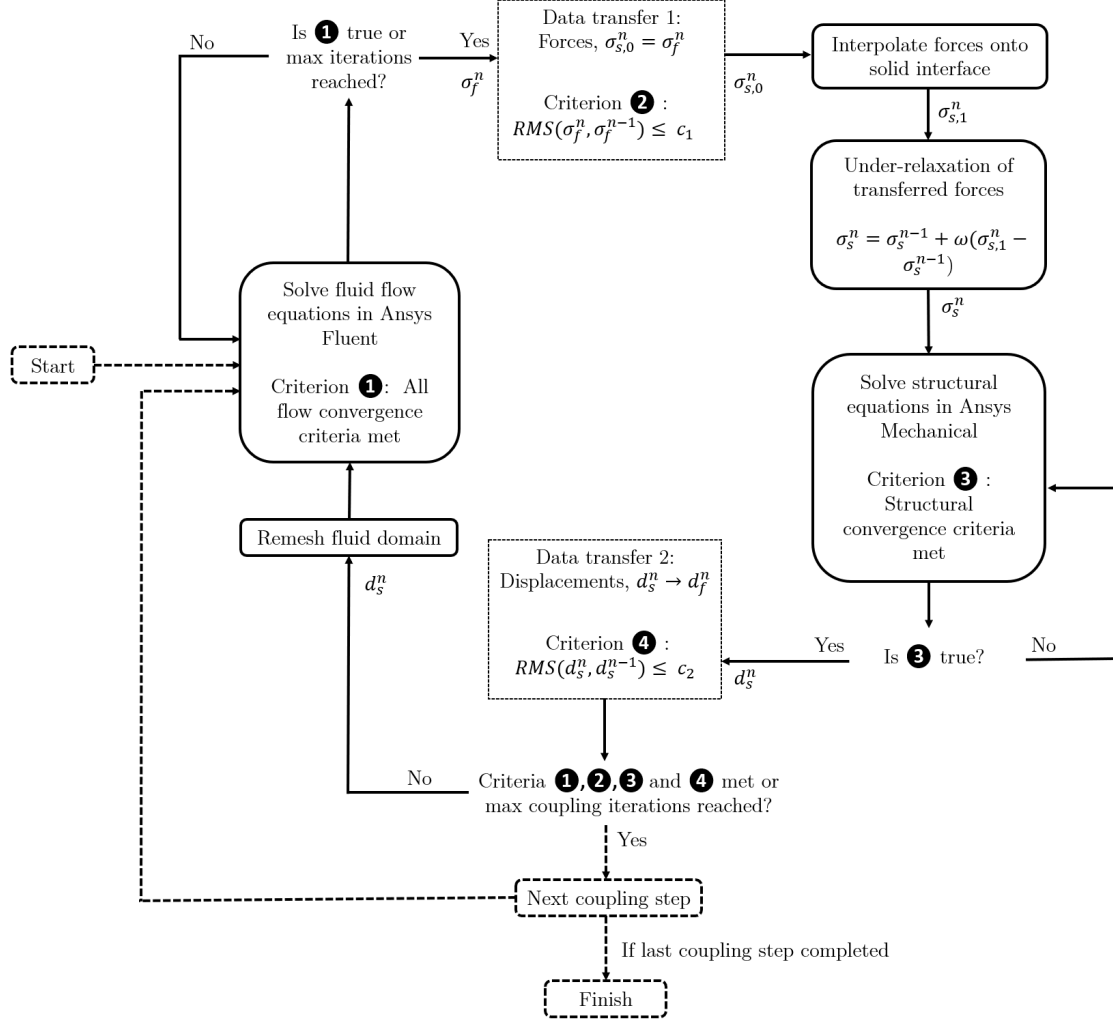 No
Is ❶ true or
max iterations
reached?
Yes
σ_f^n
Data transfer 1:
Forces, σ_{s,0}^n = σ_f^n
Criterion ❷ :
RMS(σ_f^n, σ_f^{n−1}) ≤ c_1
σ_{s,0}^n
Interpolate forces onto
solid interface
σ_{s,1}^n
Under-relaxation of
transferred forces
σ_s^n = σ_s^{n−1} + ω(σ_{s,1}^n −
σ_s^{n−1})
σ_s^n
Solve fluid flow
equations in Ansys
Fluent
Criterion ❶: All
flow convergence
criteria met
Start
Solve structural
equations in Ansys
Mechanical
Criterion ❸ :
Structural
convergence criteria
met
Remesh fluid domain
d_s^n
Data transfer 2:
Displacements, d_s^n → d_f^n
Criterion ❹ :
RMS(d_s^n, d_s^{n−1}) ≤ c_2
Yes
d_s^n
Is ❸ true?
No
No
Criteria ❶,❷,❸ and ❹ met or
max coupling iterations reached?
Yes
Next coupling step
If last coupling step completed
Finish